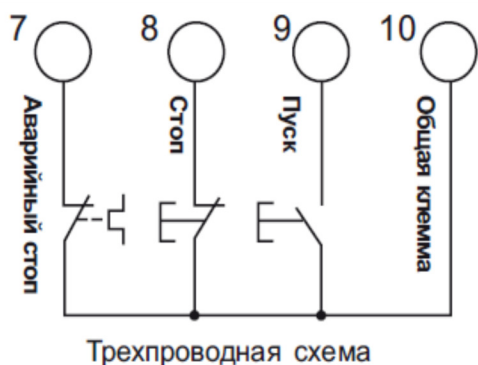 7 8 9 10
Аварийный стоп
Стоп
Пуск
Общая клемма
Трехпроводная схема